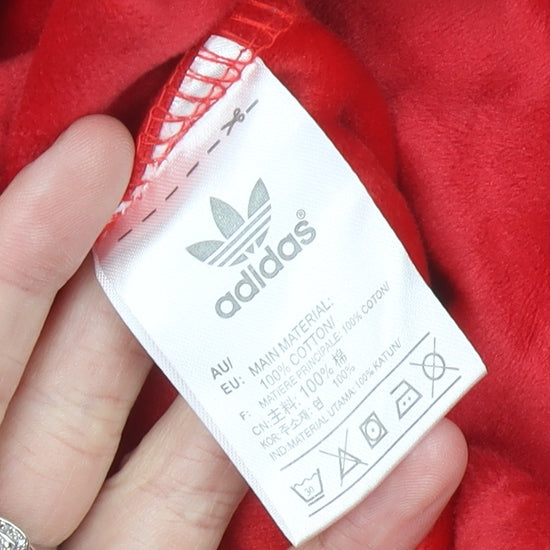 adidas®
AU/
EU: MAIN MATERIAL:
100% COTTON/
F: MATIERE PRINCIPALE: 100% COTON/
CN: 主料: 100% 棉
KOR: 주소재: 면 100%
IND: MATERIAL UTAMA: 100% KATUN/
30